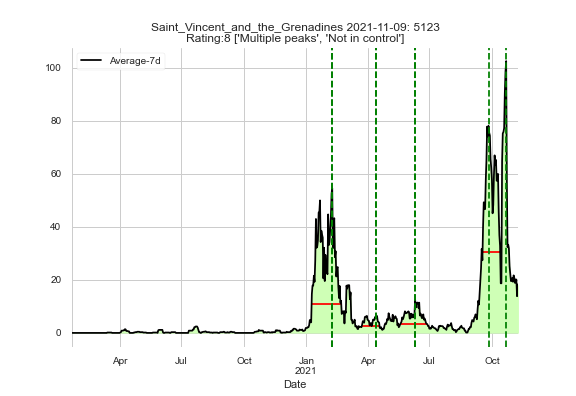 Saint_Vincent_and_the_Grenadines 2021-11-09: 5123
Rating:8 ['Multiple peaks', 'Not in control']
Average-7d
100
80
60
40
20
0
Apr Jul Oct Jan Apr Jul Oct
2021
Date